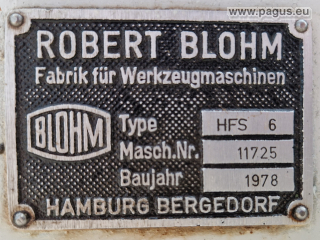 www.pagus.eu
ROBERT BLOHM
Fabrik für Werkzeugmaschinen
BLOHM
Type HFS 6
Masch.Nr. 11725
Baujahr 1978
HAMBURG BERGEDORF